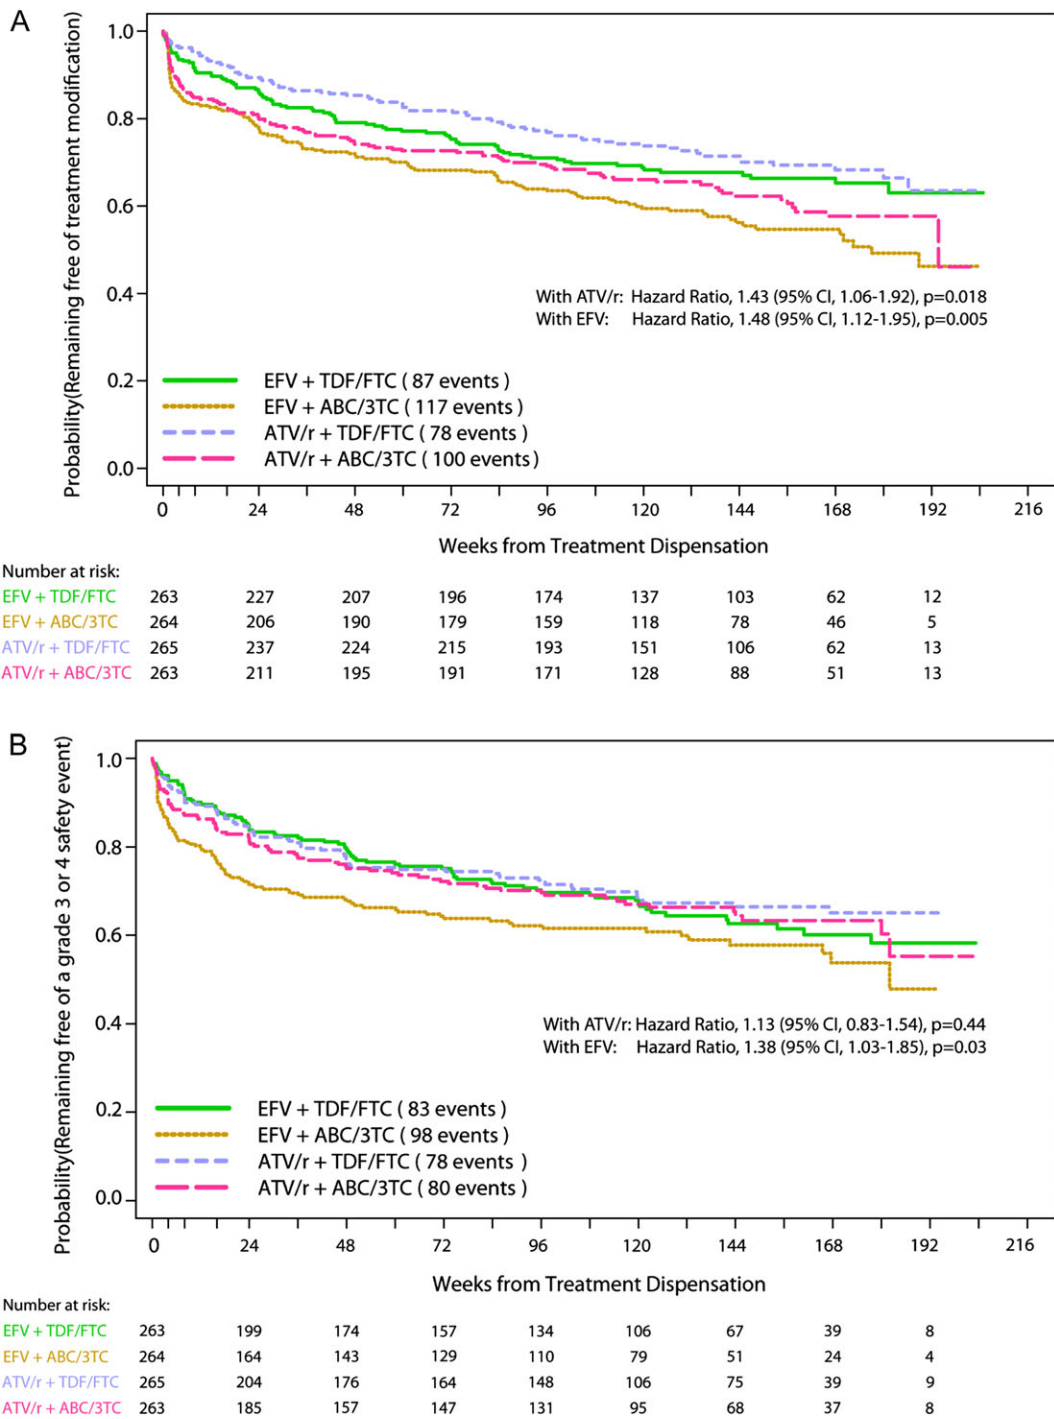 A
Probability(Remaining free of treatment modification)
1.0
0.8
0.6
0.4
0.2
0.0
With ATV/r: Hazard Ratio, 1.43 (95% CI, 1.06-1.92), p=0.018
With EFV: Hazard Ratio, 1.48 (95% CI, 1.12-1.95), p=0.005
EFV + TDF/FTC ( 87 events )
EFV + ABC/3TC ( 117 events )
ATV/r + TDF/FTC ( 78 events )
ATV/r + ABC/3TC ( 100 events )
0 24 48 72 96 120 144 168 192 216
Weeks from Treatment Dispensation
Number at risk:
EFV + TDF/FTC 263 227 207 196 174 137 103 62 12
EFV + ABC/3TC 264 206 190 179 159 118 78 46 5
ATV/r + TDF/FTC 265 237 224 215 193 151 106 62 13
ATV/r + ABC/3TC 263 211 195 191 171 128 88 51 13
B
Probability(Remaining free of a grade 3 or 4 safety event)
1.0
0.8
0.6
0.4
0.2
0.0
With ATV/r: Hazard Ratio, 1.13 (95% CI, 0.83-1.54), p=0.44
With EFV: Hazard Ratio, 1.38 (95% CI, 1.03-1.85), p=0.03
EFV + TDF/FTC ( 83 events )
EFV + ABC/3TC ( 98 events )
ATV/r + TDF/FTC ( 78 events )
ATV/r + ABC/3TC ( 80 events )
0 24 48 72 96 120 144 168 192 216
Weeks from Treatment Dispensation
Number at risk:
EFV + TDF/FTC 263 199 174 157 134 106 67 39 8
EFV + ABC/3TC 264 164 143 129 110 79 51 24 4
ATV/r + TDF/FTC 265 204 176 164 148 106 75 39 9
ATV/r + ABC/3TC 263 185 157 147 131 95 68 37 8